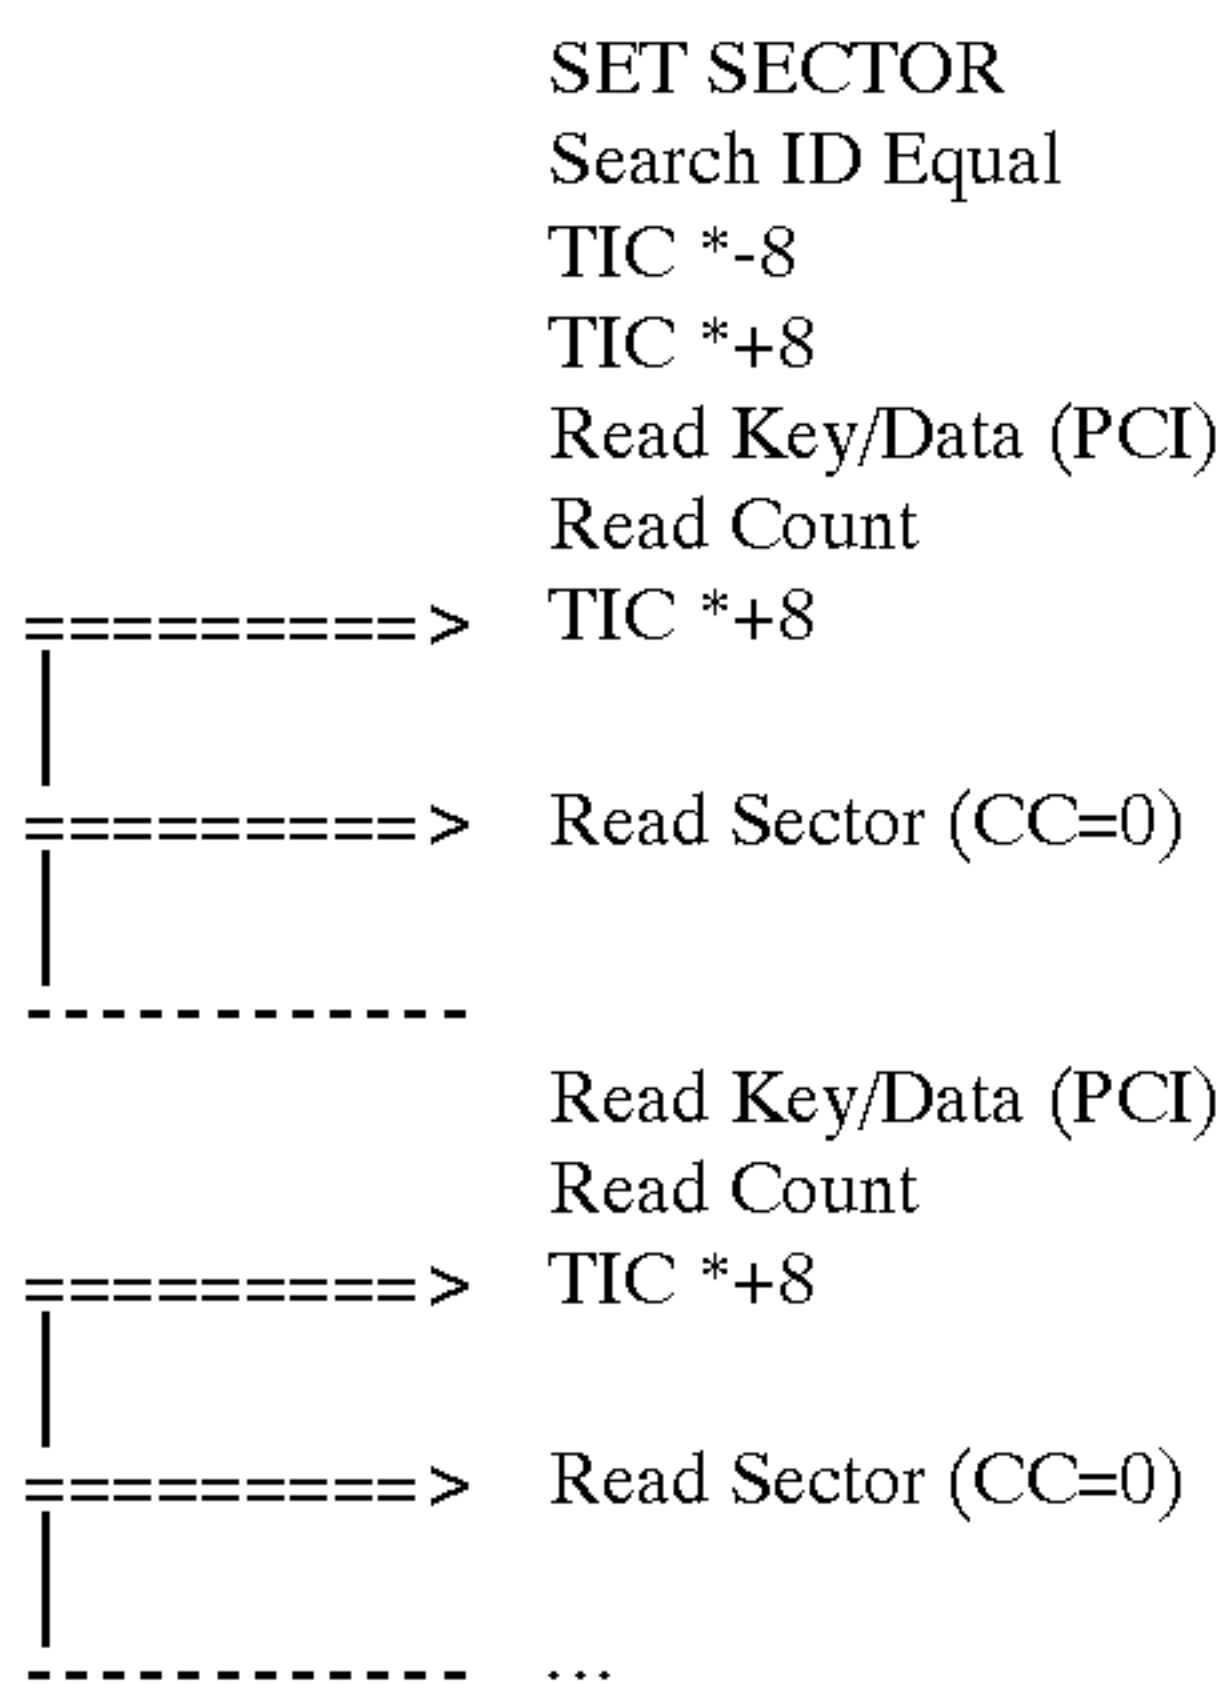 SET SECTOR
Search ID Equal
TIC *-8
TIC *+8
Read Key/Data (PCI)
Read Count
=========> TIC *+8
|
=========> Read Sector (CC=0)
|
------------
Read Key/Data (PCI)
Read Count
=========> TIC *+8
|
=========> Read Sector (CC=0)
|
------------ ...